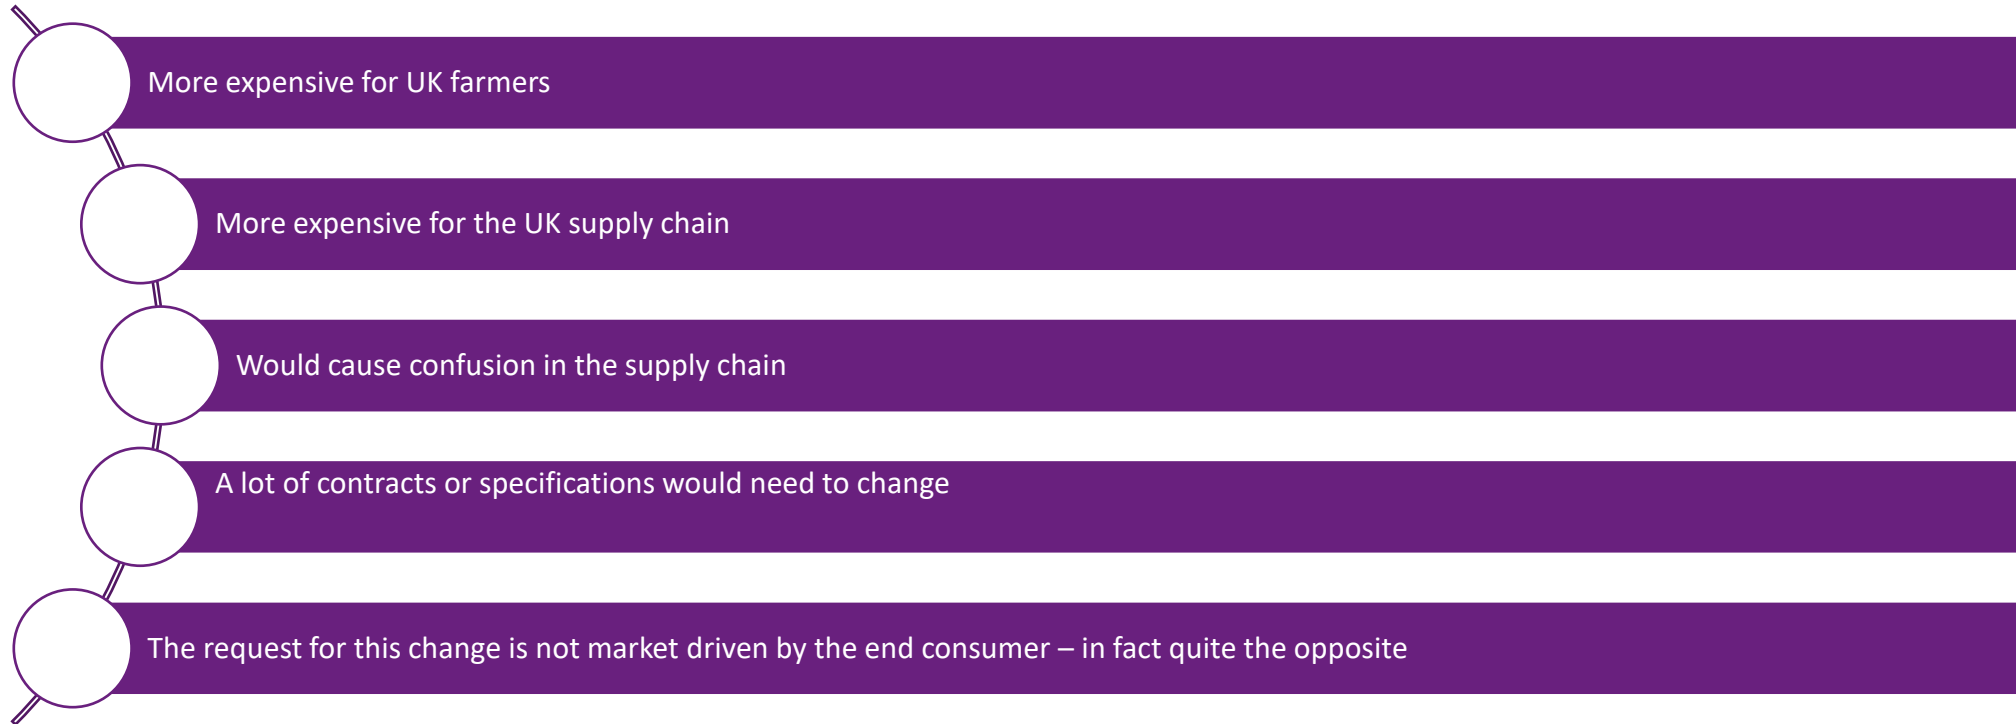 More expensive for UK farmers
More expensive for the UK supply chain
Would cause confusion in the supply chain
A lot of contracts or specifications would need to change
The request for this change is not market driven by the end consumer – in fact quite the opposite